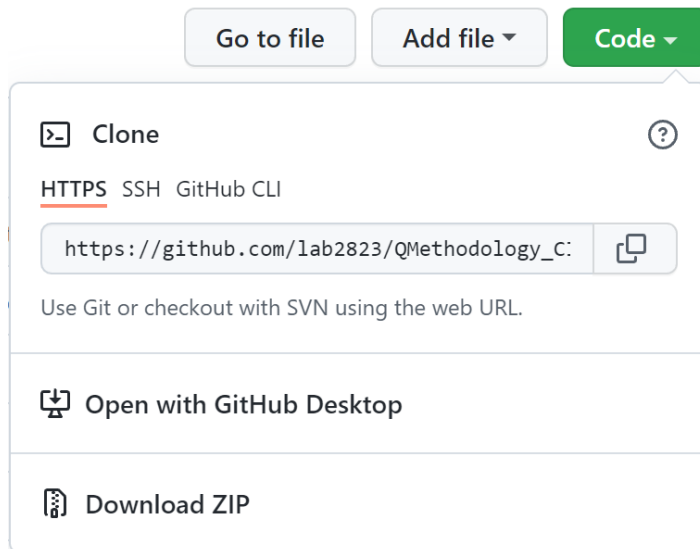 Go to file Add file Code
Clone
HTTPS SSH GitHub CLI
https://github.com/lab2823/QMethodology_C
Use Git or checkout with SVN using the web URL.
Open with GitHub Desktop
Download ZIP